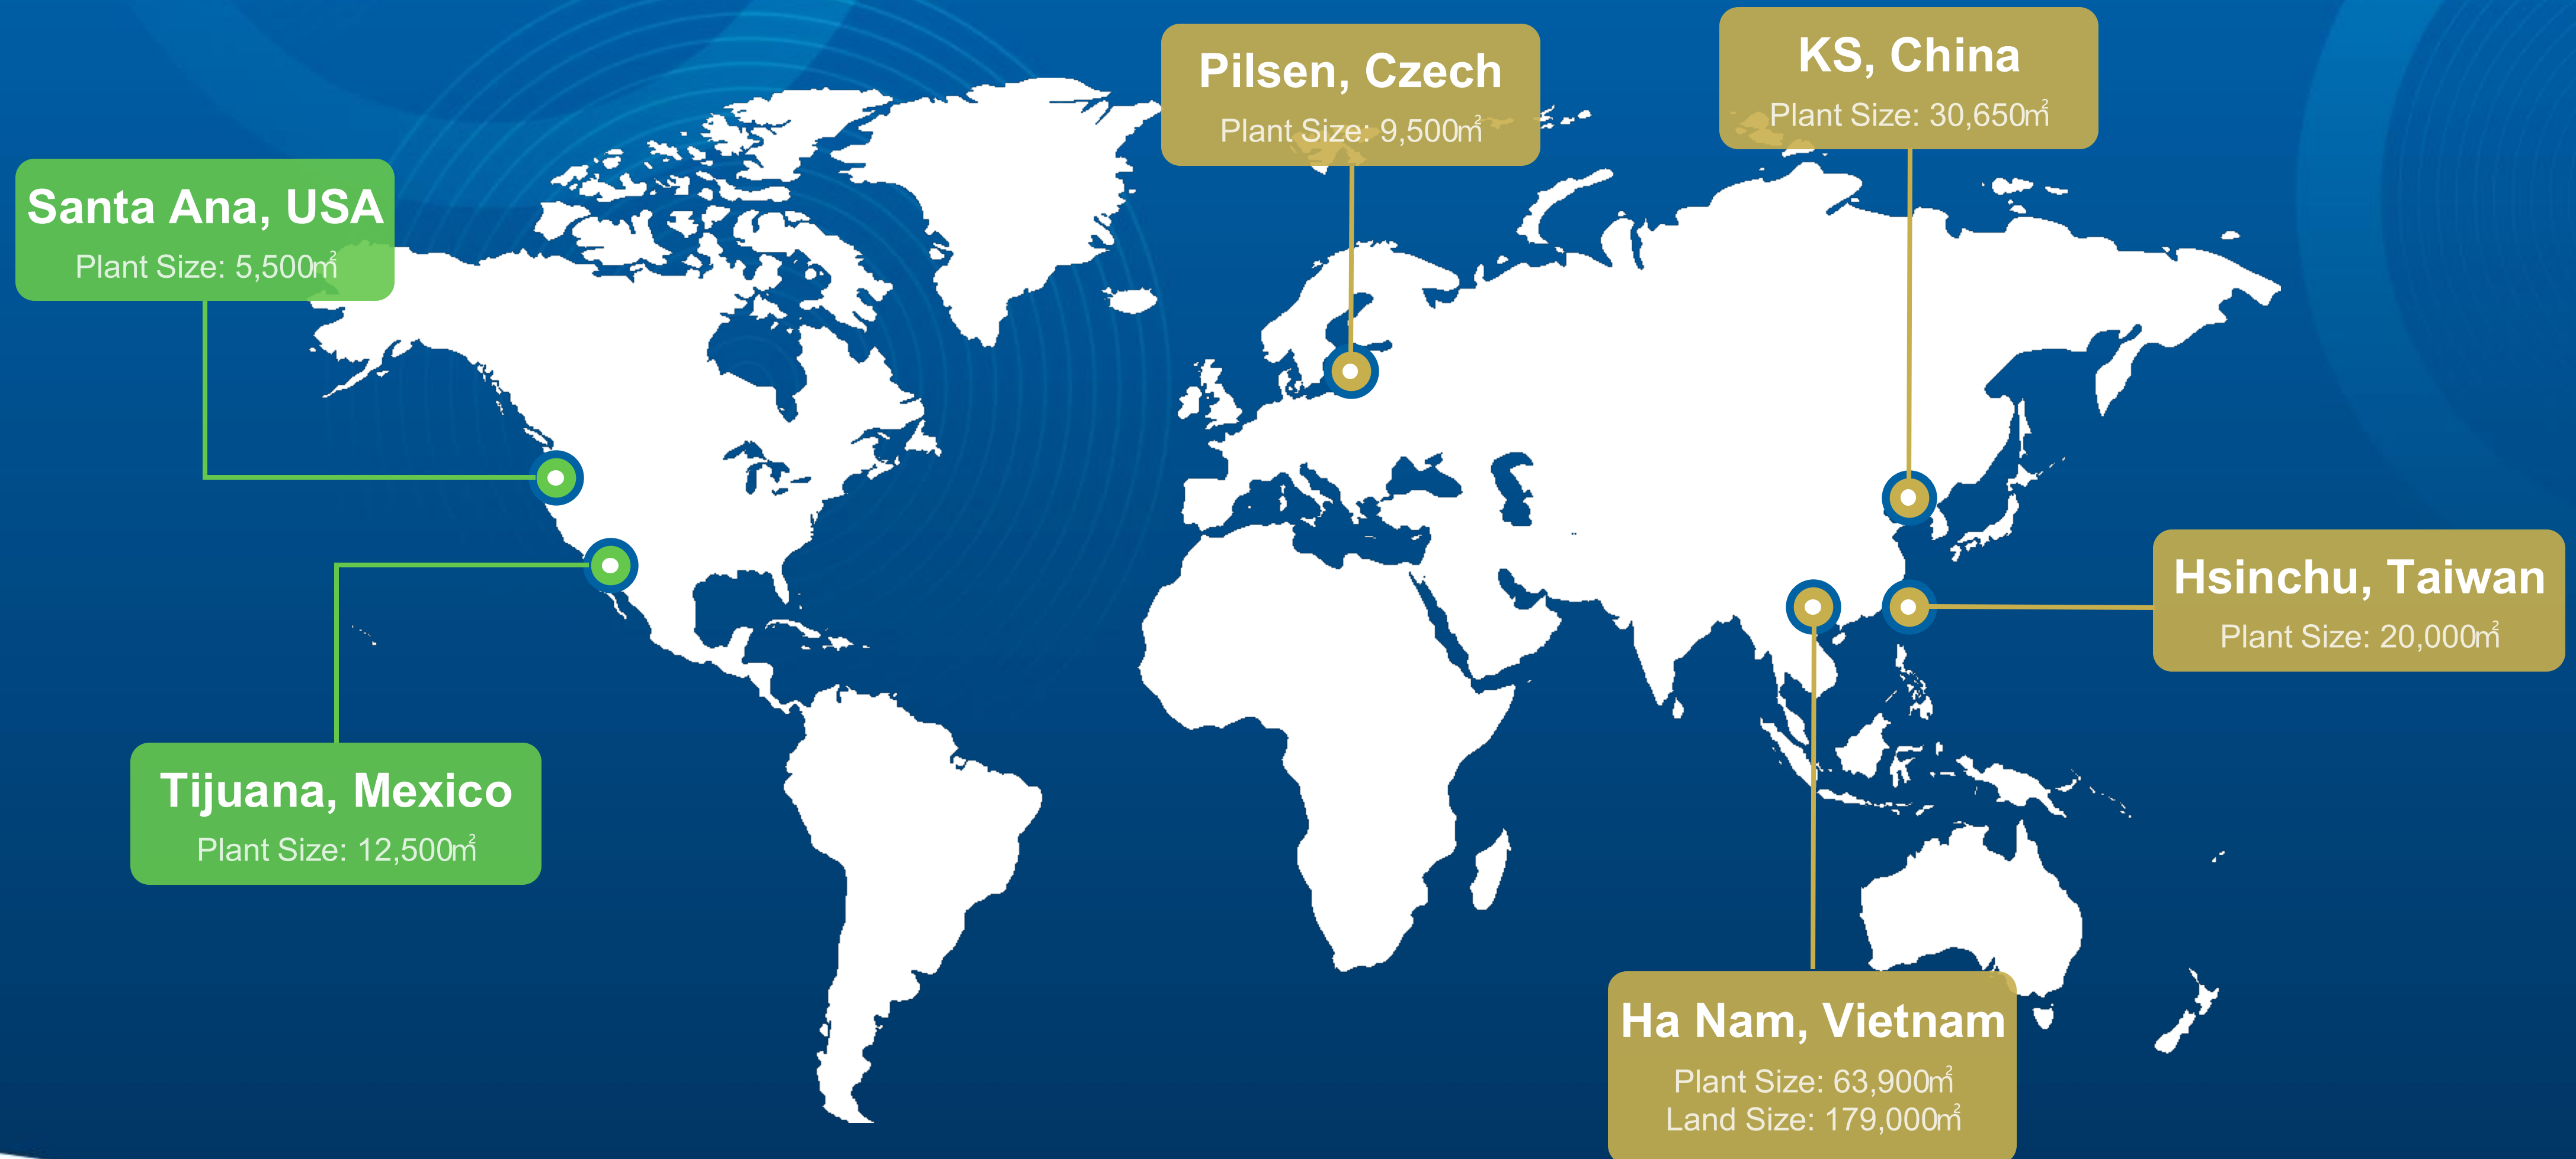 Pilsen, Czech
Plant Size: 9,500㎡
KS, China
Plant Size: 30,650㎡
Santa Ana, USA
Plant Size: 5,500㎡
Hsinchu, Taiwan
Plant Size: 20,000㎡
Tijuana, Mexico
Plant Size: 12,500㎡
Ha Nam, Vietnam
Plant Size: 63,900㎡
Land Size: 179,000㎡